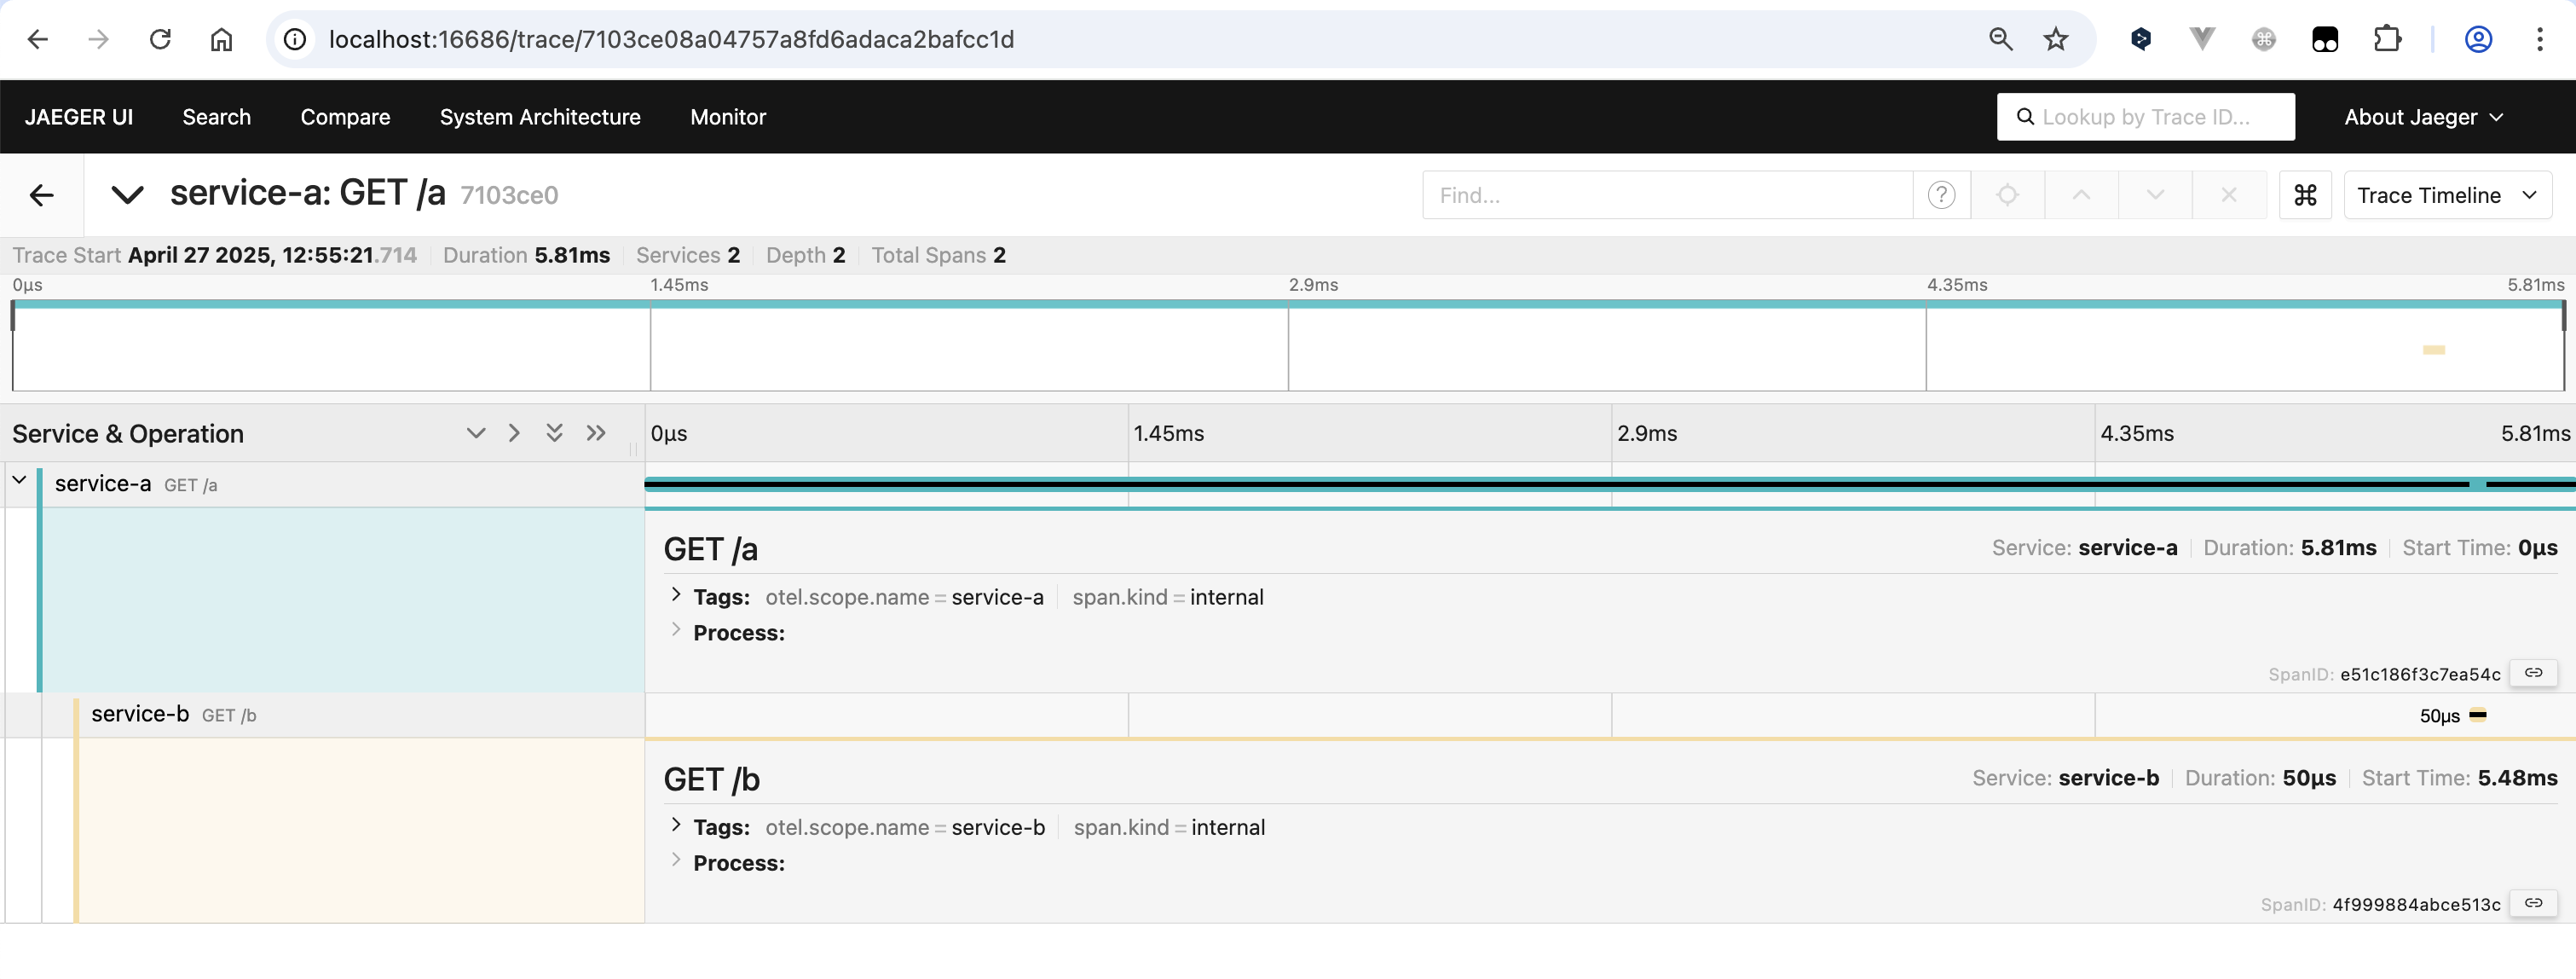 localhost:16686/trace/7103ce08a04757a8fd6adaca2bafcc1d
JAEGER UI Search Compare System Architecture Monitor Lookup by Trace ID... About Jaeger
service-a: GET /a 7103ce0 Find... ? ⌘ Trace Timeline
Trace Start April 27 2025, 12:55:21.714 Duration 5.81ms Services 2 Depth 2 Total Spans 2
0μs 1.45ms 2.9ms 4.35ms 5.81ms
Service & Operation 0μs 1.45ms 2.9ms 4.35ms 5.81ms
service-a GET /a
GET /a Service: service-a Duration: 5.81ms Start Time: 0μs
Tags: otel.scope.name = service-a span.kind = internal
Process:
SpanID: e51c186f3c7ea54c
service-b GET /b 50μs
GET /b Service: service-b Duration: 50μs Start Time: 5.48ms
Tags: otel.scope.name = service-b span.kind = internal
Process:
SpanID: 4f999884abce513c